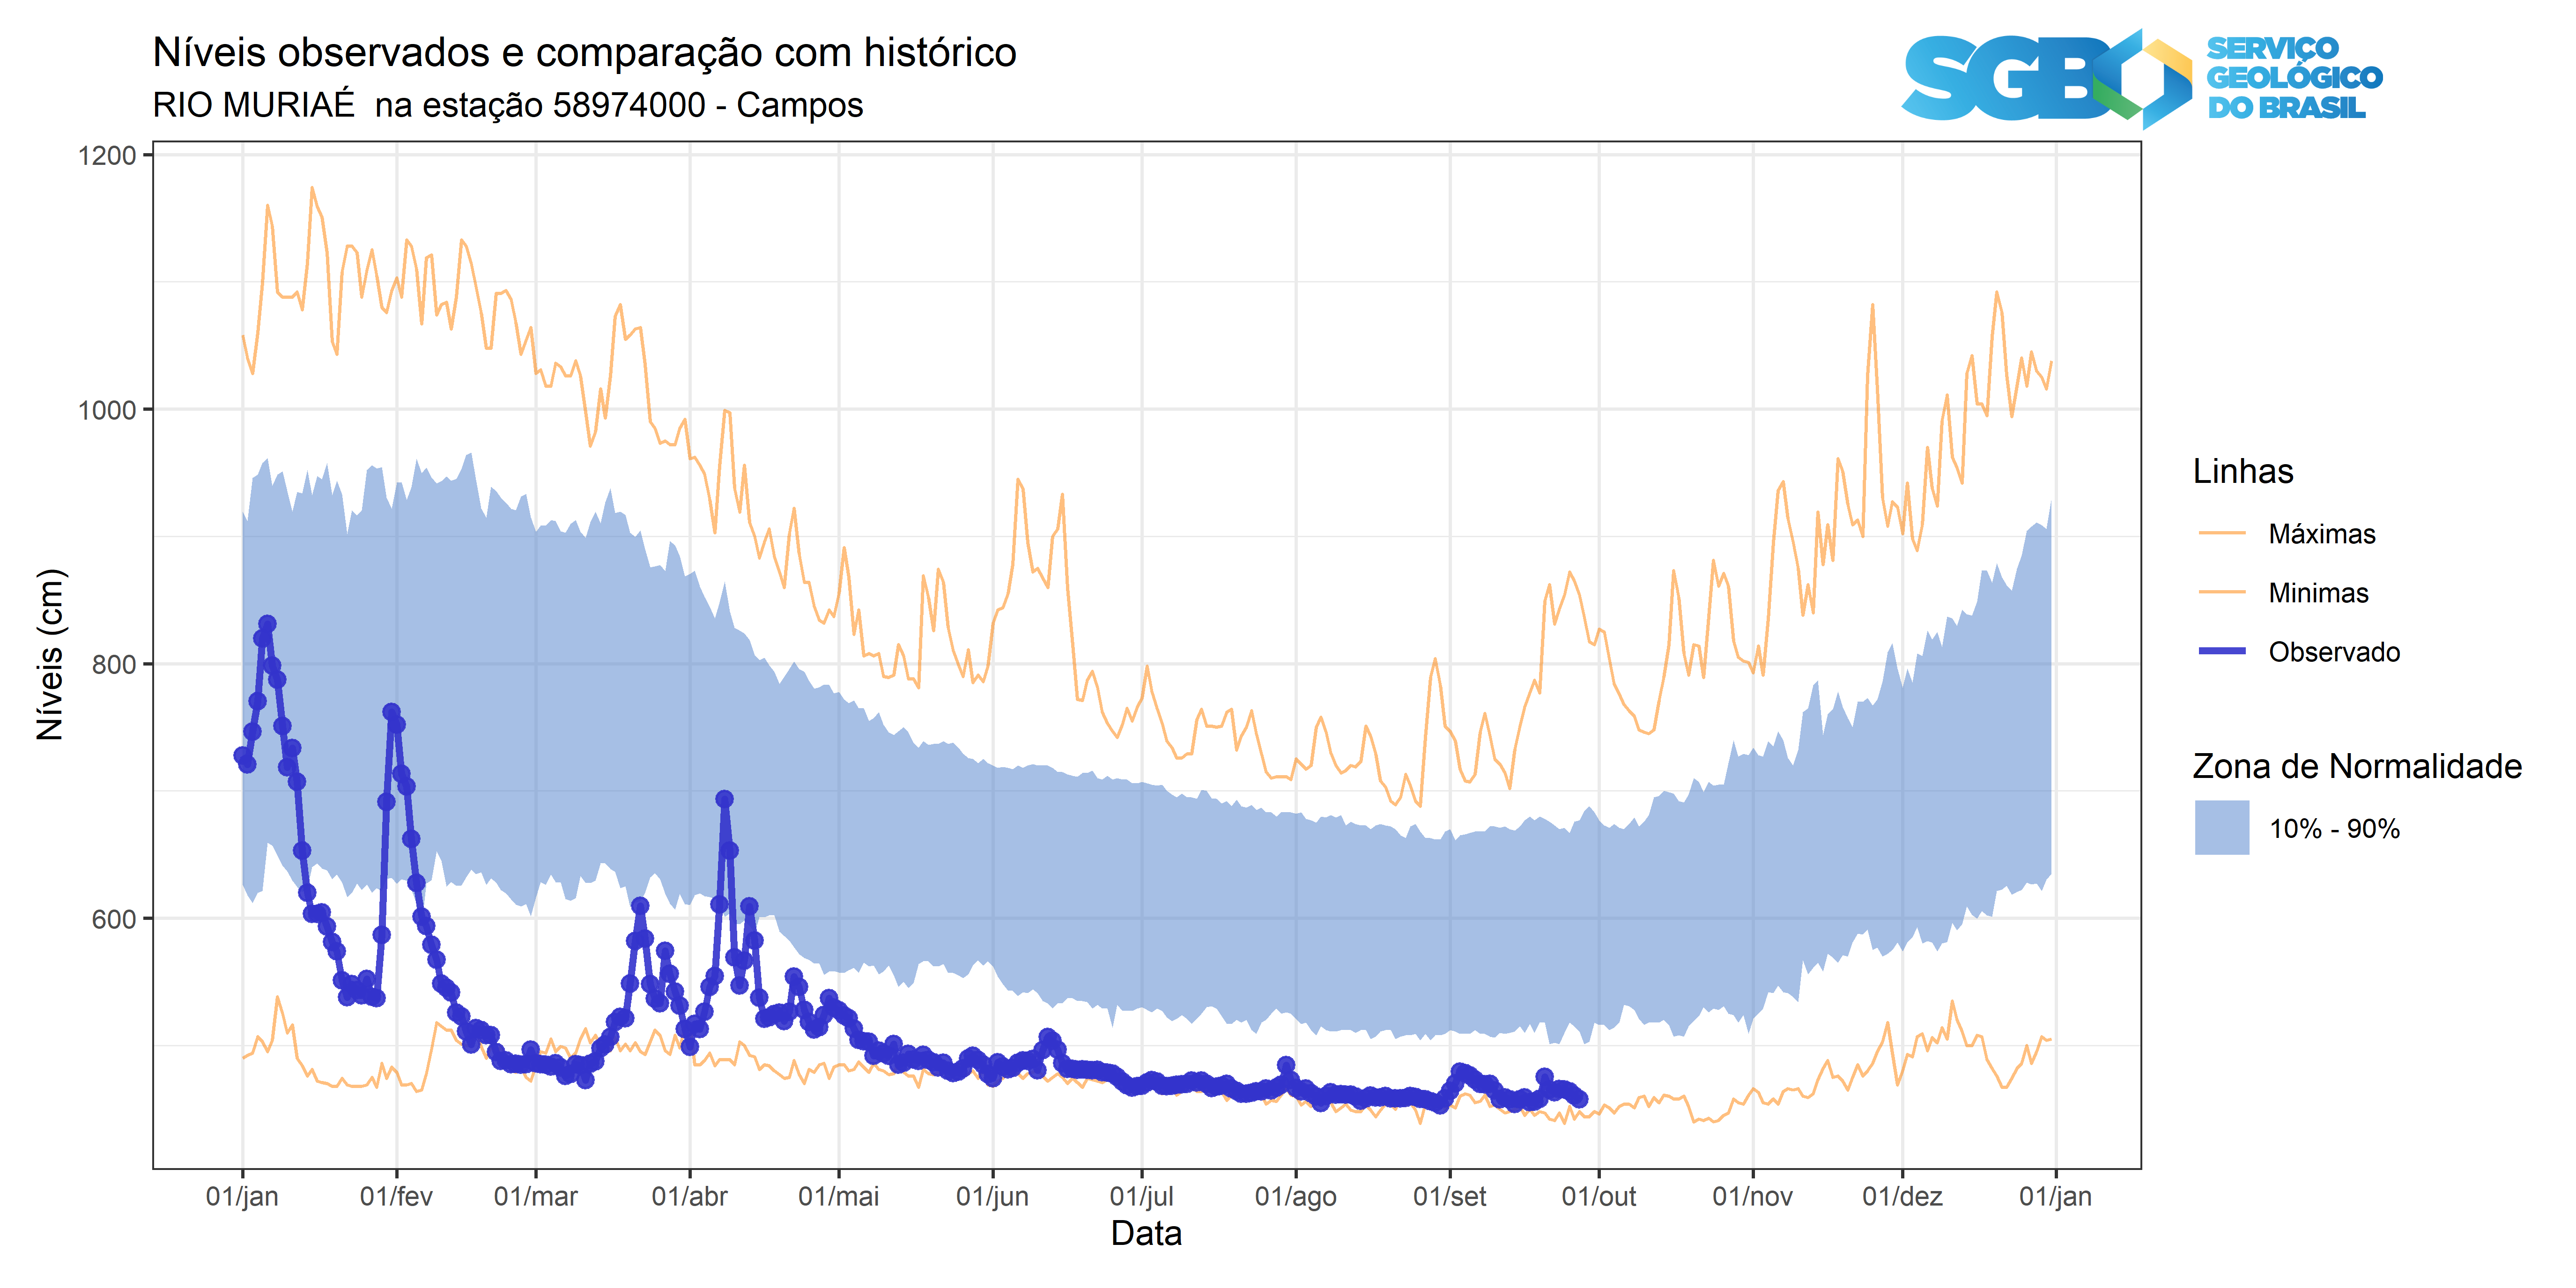 Níveis observados e comparação com histórico
RIO MURIAÉ  na estação 58974000 - Campos
SGB
SERVIÇO
GEOLÓGICO
DO BRASIL
1200
1000
800
600
Níveis (cm)
01/jan
01/fev
01/mar
01/abr
01/mai
01/jun
01/jul
01/ago
01/set
01/out
01/nov
01/dez
01/jan
Data
Linhas
Máximas
Minimas
Observado
Zona de Normalidade
10% - 90%